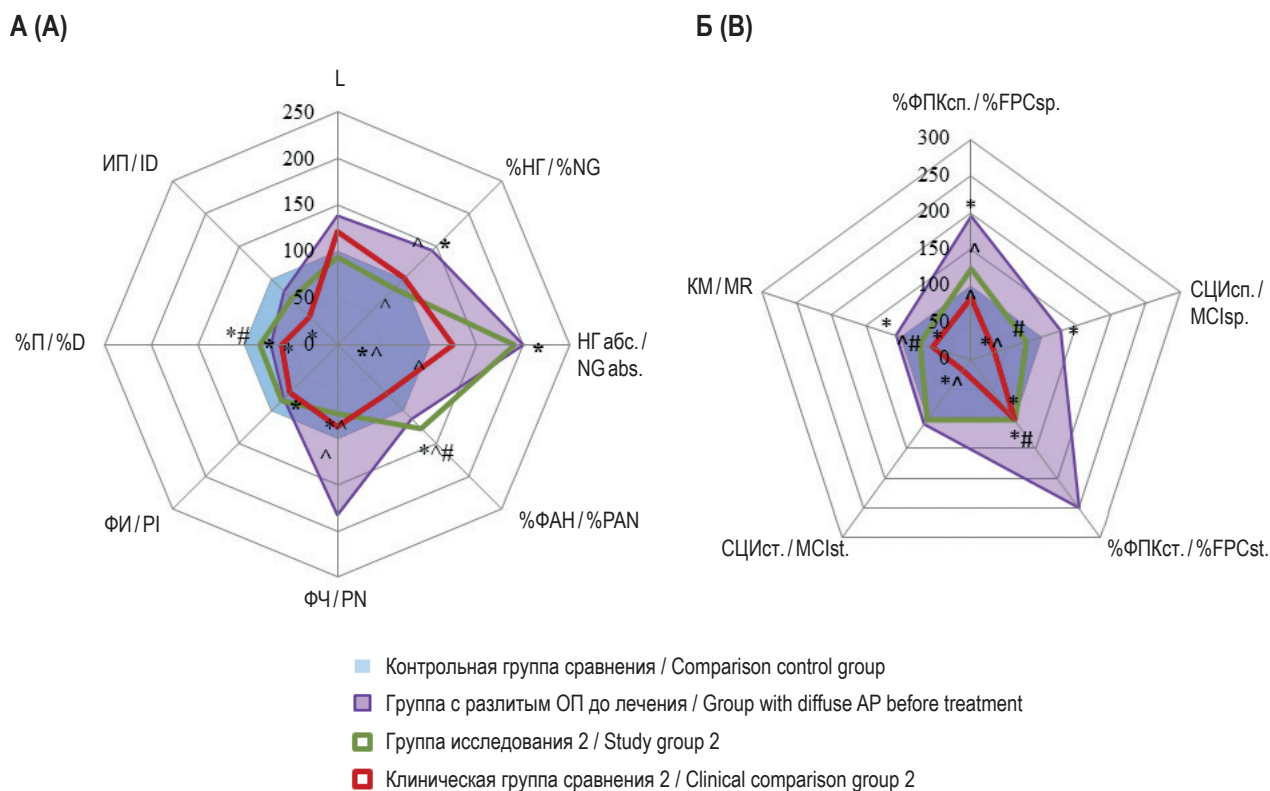 А (A)
L
250
200
150
100
50
0
%НГ / %NG
НГ абс. /
NG abs.
%ФАН / %PAN
ФЧ / PN
ФИ / PI
%П / %D
ИП / ID
^ *
^
*
* ^
^
*^#
*^
^
*
*#
*
*
*
Б (B)
%ФПКсп. / %FPCsp.
300
250
200
150
100
50
0
СЦИсп. /
MCIsp.
%ФПКст. / %FPCst.
СЦИст. / MCIst.
КМ / MR
*
^
^
#
*
*^
*
*#
*^
*
^#
*
Контрольная группа сравнения / Comparison control group
Группа с разлитым ОП до лечения / Group with diffuse AP before treatment
Группа исследования 2 / Study group 2
Клиническая группа сравнения 2 / Clinical comparison group 2